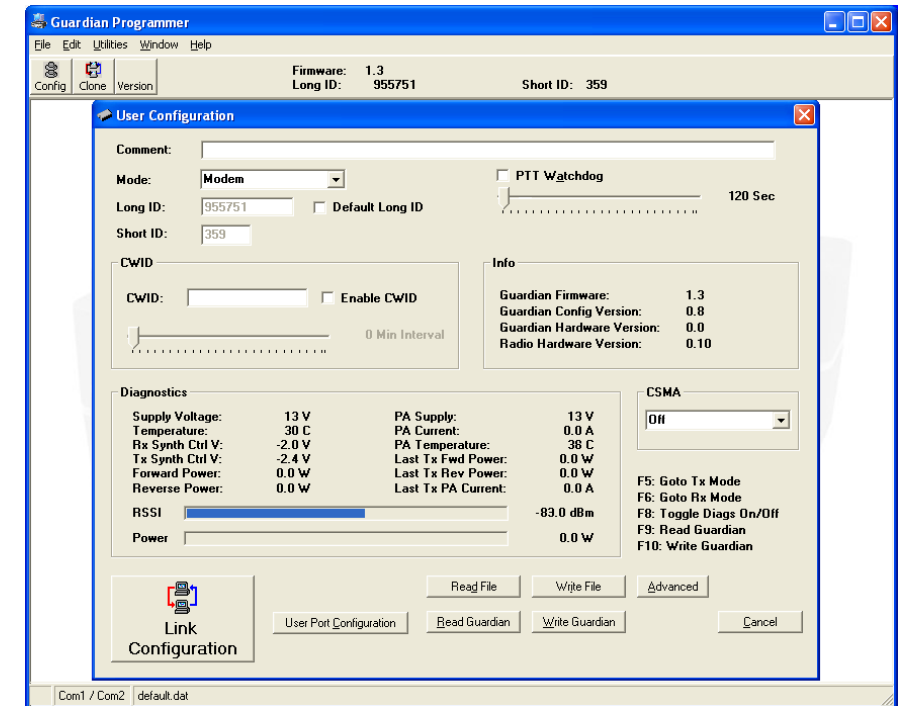 Guardian Programmer
File Edit Utilities Window Help
Config Clone Version
Firmware: 1.3
Long ID: 955751 Short ID: 359
User Configuration
Comment:
Mode: Modem
PTT Watchdog
120 Sec
Long ID: 955751 Default Long ID
Short ID: 359
CWID
CWID: Enable CWID
0 Min Interval
Info
Guardian Firmware: 1.3
Guardian Config Version: 0.8
Guardian Hardware Version: 0.0
Radio Hardware Version: 0.10
Diagnostics
Supply Voltage: 13 V PA Supply: 13 V
Temperature: 30 C PA Current: 0.0 A
Rx Synth Ctrl V: -2.0 V PA Temperature: 38 C
Tx Synth Ctrl V: -2.4 V Last Tx Fwd Power: 0.0 W
Forward Power: 0.0 W Last Tx Rev Power: 0.0 W
Reverse Power: 0.0 W Last Tx PA Current: 0.0 A
RSSI -83.0 dBm
Power 0.0 W
CSMA
Off
F5: Goto Tx Mode
F6: Goto Rx Mode
F8: Toggle Diags On/Off
F9: Read Guardian
F10: Write Guardian
Link
Configuration
Read File Write File Advanced
User Port Configuration Read Guardian Write Guardian Cancel
Com1 / Com2 default.dat